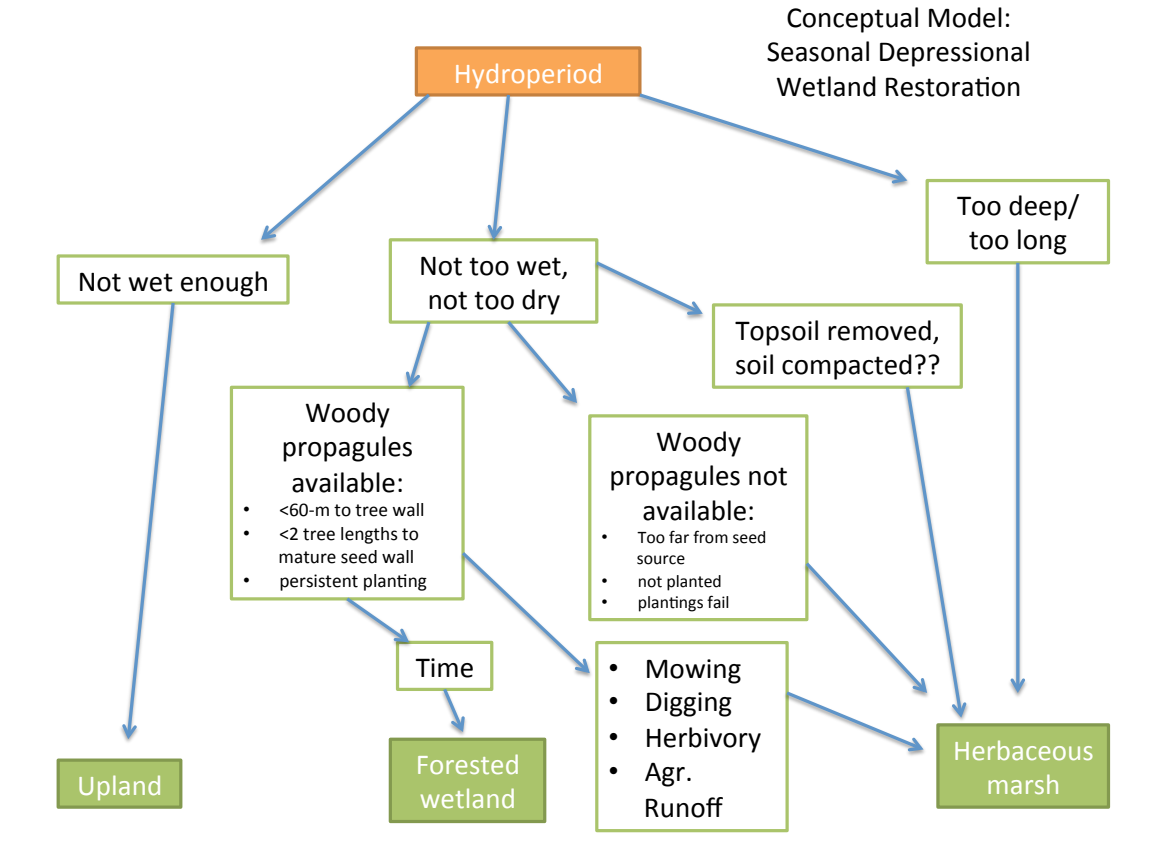 Conceptual Model:
Seasonal Depressional
Wetland Restoration
Hydroperiod
Too deep/
too long
Not wet enough
Not too wet,
not too dry
Topsoil removed,
soil compacted??
Woody
propagules
available:
• <60-m to tree wall
• <2 tree lengths to
mature seed wall
• persistent planting
Woody
propagules not
available:
• Too far from seed
source
• not planted
• plantings fail
Time
• Mowing
• Digging
• Herbivory
• Agr.
Runoff
Upland
Forested
wetland
Herbaceous
marsh